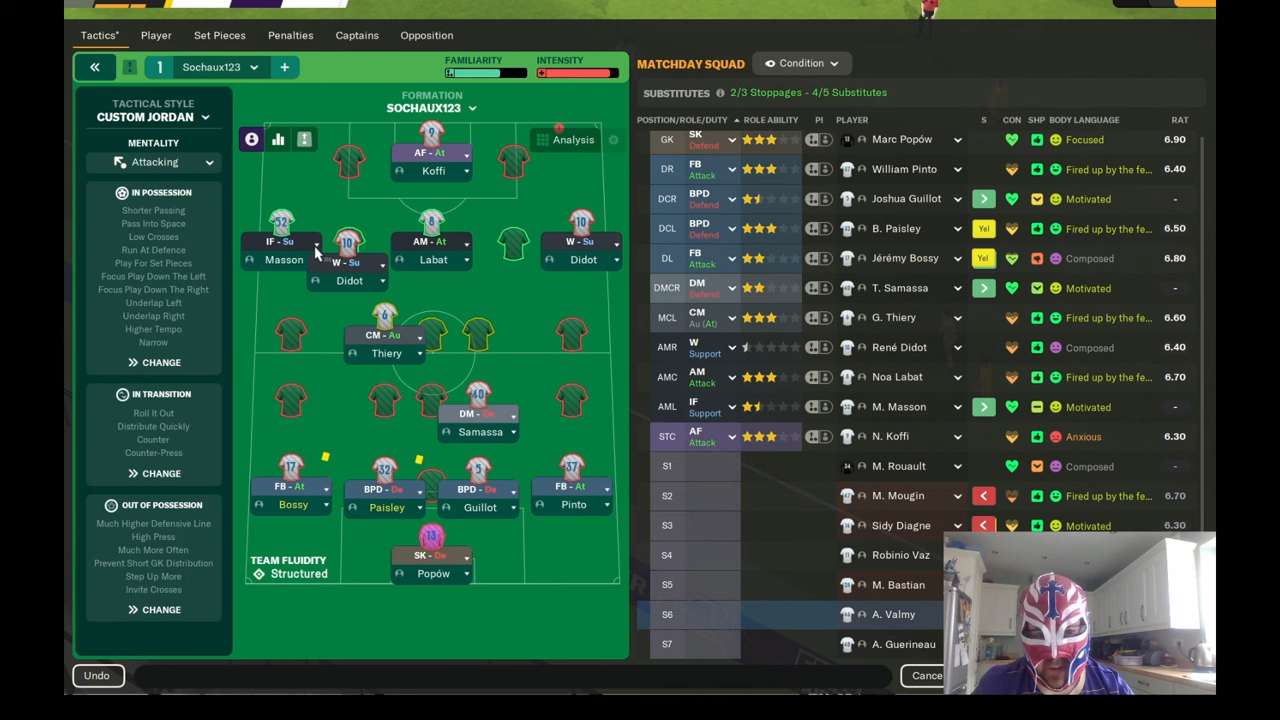 Tactics*
Player
Set Pieces
Penalties
Captains
Opposition
1
Sochaux123
+
FAMILIARITY
INTENSITY
TACTICAL STYLE
CUSTOM JORDAN
MENTALITY
Attacking
IN POSSESSION
Shorter Passing
Pass Into Space
Low Crosses
Run At Defence
Play For Set Pieces
Focus Play Down The Left
Focus Play Down The Right
Underlap Left
Underlap Right
Higher Tempo
Narrow
CHANGE
IN TRANSITION
Roll It Out
Distribute Quickly
Counter
Counter-Press
CHANGE
OUT OF POSSESSION
Much Higher Defensive Line
High Press
Much More Often
Prevent Short GK Distribution
Step Up More
Invite Crosses
CHANGE
FORMATION
SOCHAUX123
Analysis
9
AF - At
Koffi
52
IF - Su
Masson
10
W - Su
Didot
8
AM - At
Labat
10
W - Su
Didot
6
CM - Au
Thiery
40
DM - De
Samassa
17
FB - At
Bossy
32
BPD - De
Paisley
5
BPD - De
Guillot
37
FB - At
Pinto
SK - De
Popów
TEAM FLUIDITY
Structured
MATCHDAY SQUAD
Condition
SUBSTITUTES 2/3 Stoppages - 4/5 Substitutes
POSITION/ROLE/DUTY ROLE ABILITY PI PLAYER S CON SHP BODY LANGUAGE RAT
GK SK Defend Marc Popów Focused 6.90
DR FB Attack William Pinto Fired up by the fe... 6.40
DCR BPD Defend Joshua Guillot Motivated -
DCL BPD Defend B. Paisley Yel Fired up by the fe... 6.50
DL FB Attack Jérémy Bossy Yel Composed 6.80
DMCR DM Defend T. Samassa Motivated -
MCL CM Au (At) G. Thiery Fired up by the fe... 6.60
AMR W Support René Didot Composed 6.40
AMC AM Attack Noa Labat Fired up by the fe... 6.70
AML IF Support M. Masson Motivated -
STC AF Attack N. Koffi Anxious 6.30
S1 M. Rouault Composed -
S2 M. Mougin Fired up by the fe... 6.70
S3 Sidy Diagne Motivated 6.30
S4 Robinio Vaz
S5 M. Bastian
S6 A. Valmy
S7 A. Guerineau
Undo
Cance